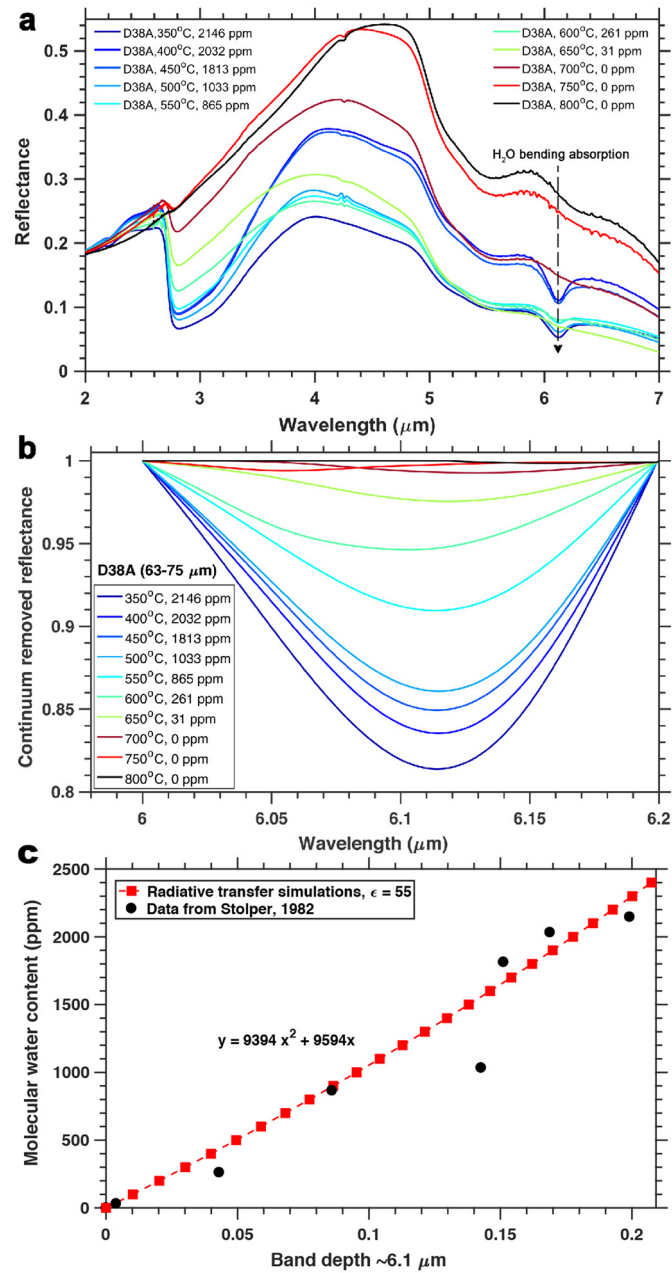 a
D38A,350°C, 2146 ppm
D38A,400°C, 2032 ppm
D38A, 450°C, 1813 ppm
D38A, 500°C, 1033 ppm
D38A, 550°C, 865 ppm
D38A, 600°C, 261 ppm
D38A, 650°C, 31 ppm
D38A, 700°C, 0 ppm
D38A, 750°C, 0 ppm
D38A, 800°C, 0 ppm
H2O bending absorption
Reflectance
0.5
0.4
0.3
0.2
0.1
0
2 3 4 5 6 7
Wavelength (μm)
b
1
0.95
0.9
0.85
0.8
Continuum removed reflectance
D38A (63-75 μm)
350°C, 2146 ppm
400°C, 2032 ppm
450°C, 1813 ppm
500°C, 1033 ppm
550°C, 865 ppm
600°C, 261 ppm
650°C, 31 ppm
700°C, 0 ppm
750°C, 0 ppm
800°C, 0 ppm
6 6.05 6.1 6.15 6.2
Wavelength (μm)
c
2500
2000
1500
1000
500
0
Molecular water content (ppm)
Radiative transfer simulations, ϵ = 55
Data from Stolper, 1982
y = 9394 x² + 9594x
0 0.05 0.1 0.15 0.2
Band depth ~6.1 μm